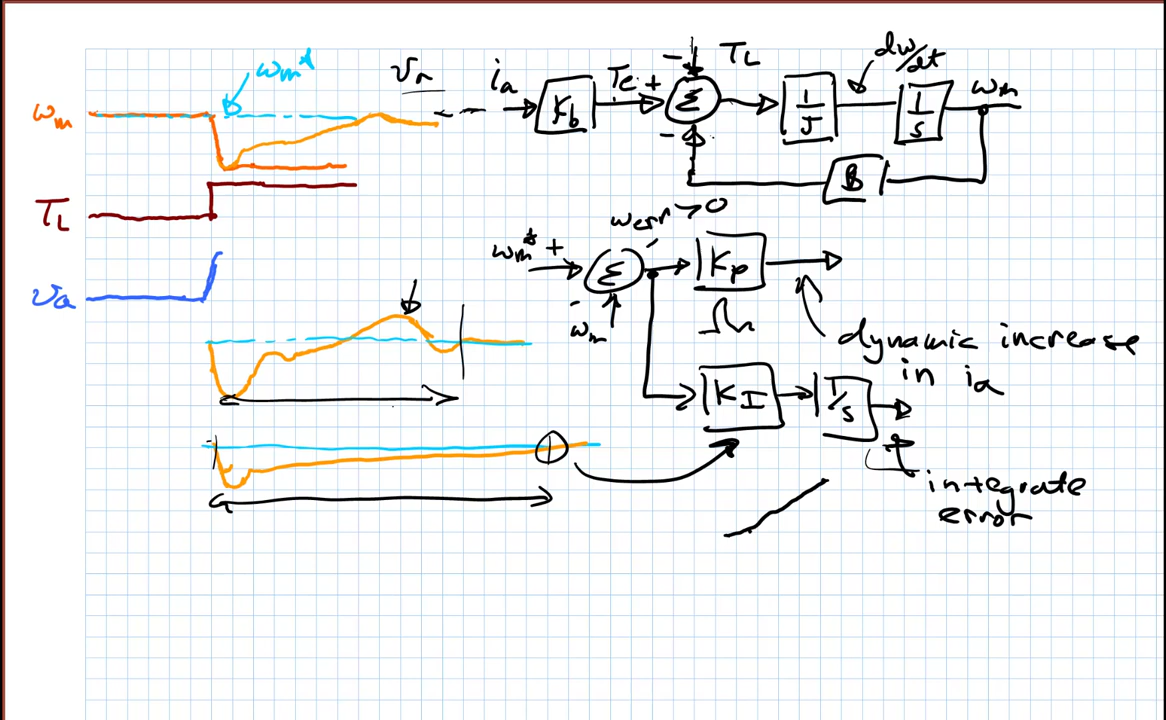 ωm*
va
ia
Kb
Te +
Σ
−
TL
1/J
dω/dt
1/s
ωm
−
B
ωm
TL
va
ωerr → 0
ωm* +
Σ
−
ωm
Kp
dynamic increase
in ia
KI
1/s
integrate
error